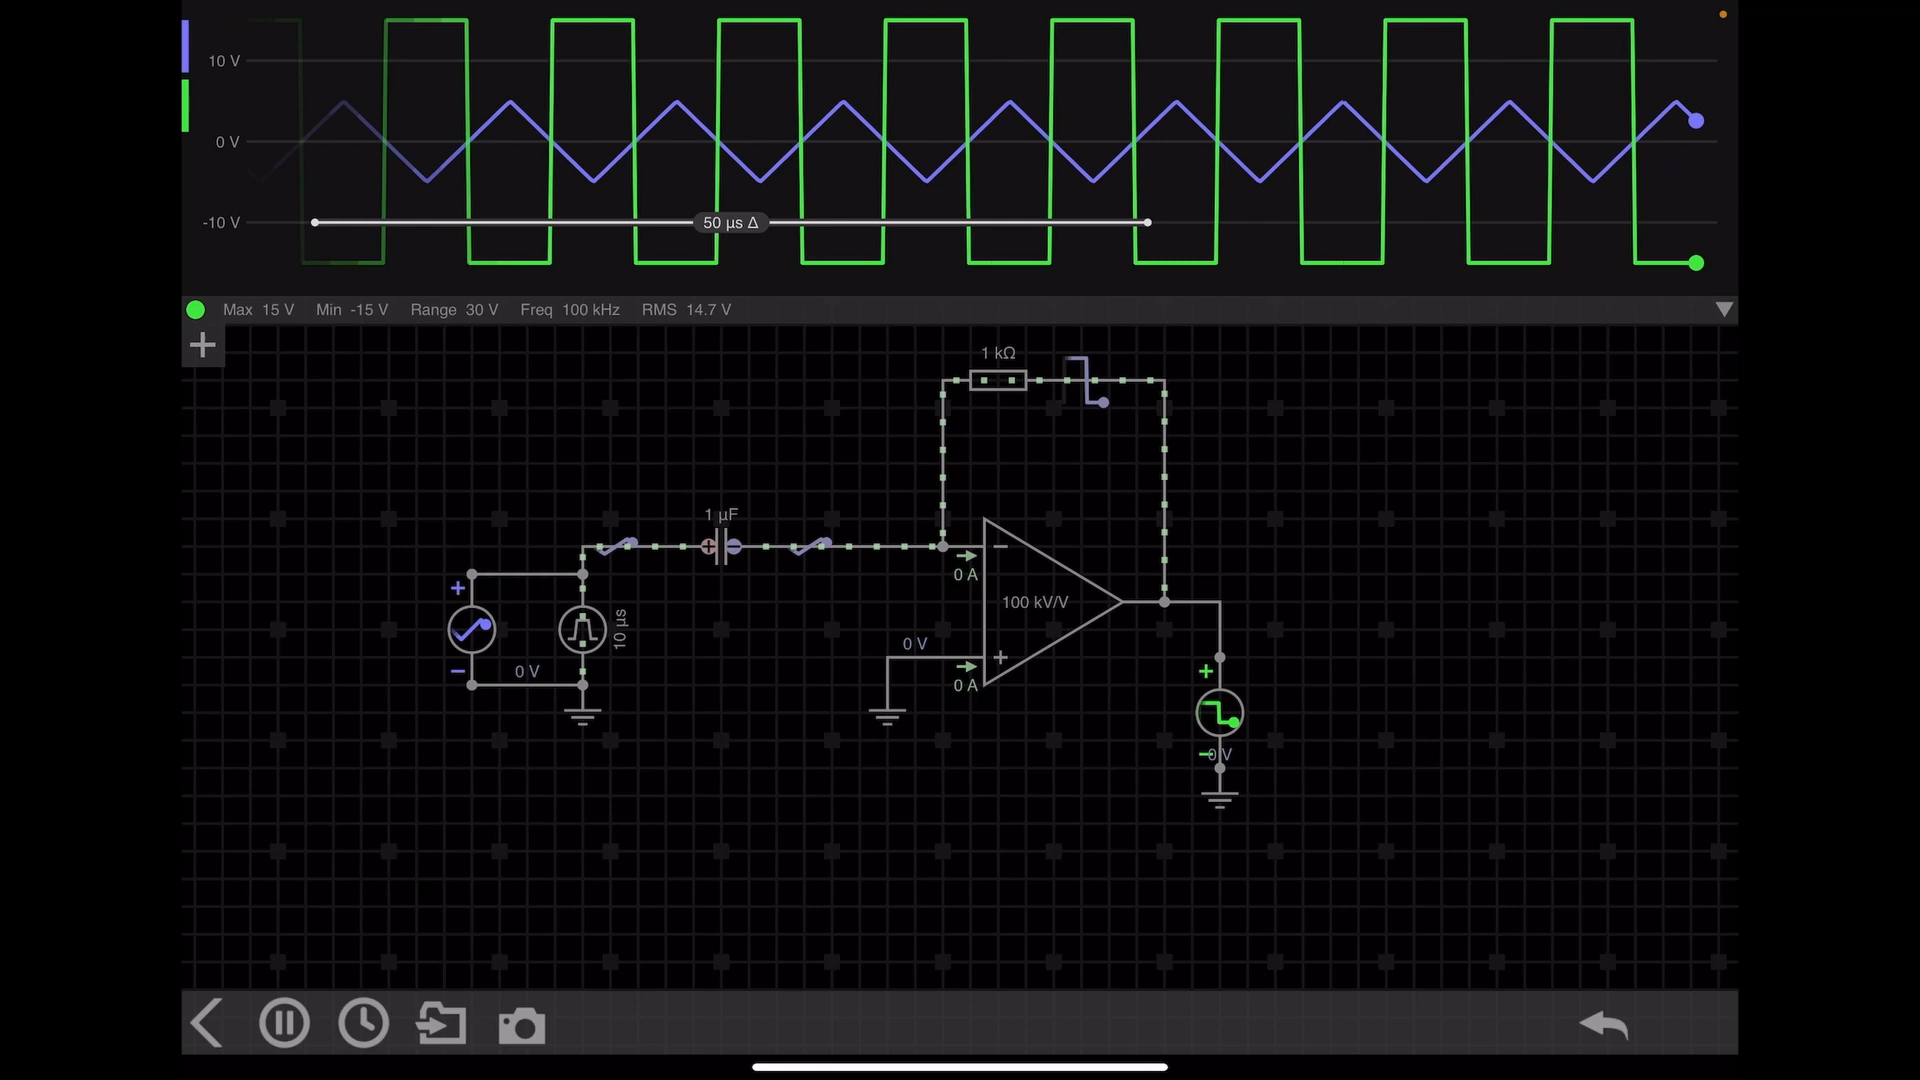 10 V
0 V
-10 V
50 µs Δ
Max 15 V Min -15 V Range 30 V Freq 100 kHz RMS 14.7 V
1 kΩ
1 µF
0 A
100 kV/V
10 µs
0 V
0 V
0 A
0 V